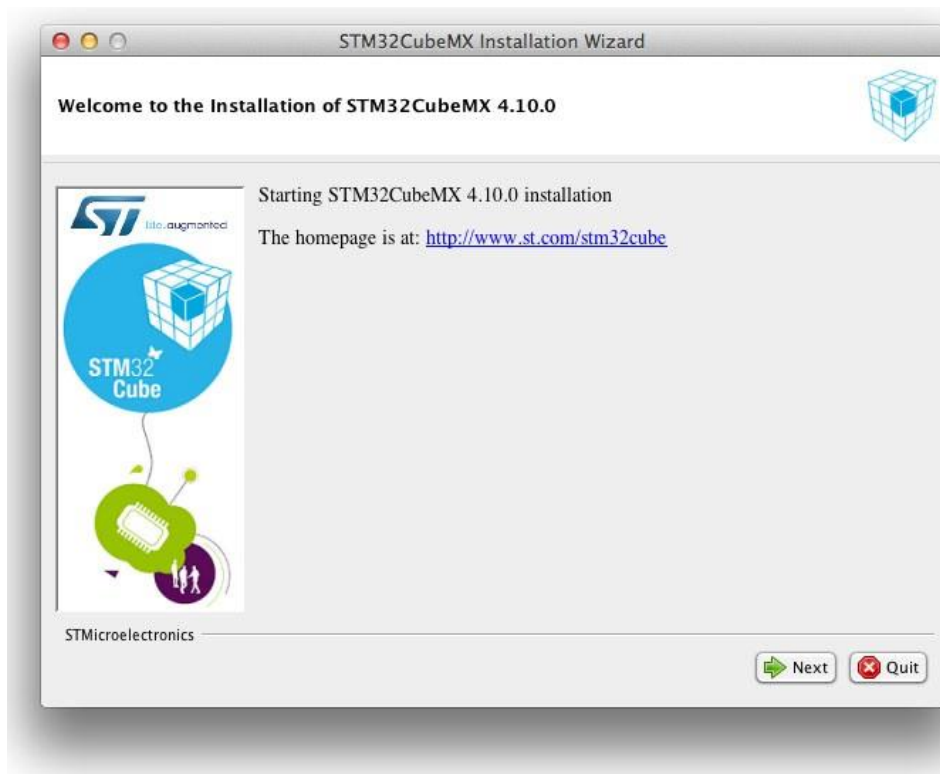 STM32CubeMX Installation Wizard
Welcome to the Installation of STM32CubeMX 4.10.0
Starting STM32CubeMX 4.10.0 installation
The homepage is at: http://www.st.com/stm32cube
ST
life.augmented
STM32
Cube
STMicroelectronics
Next
Quit